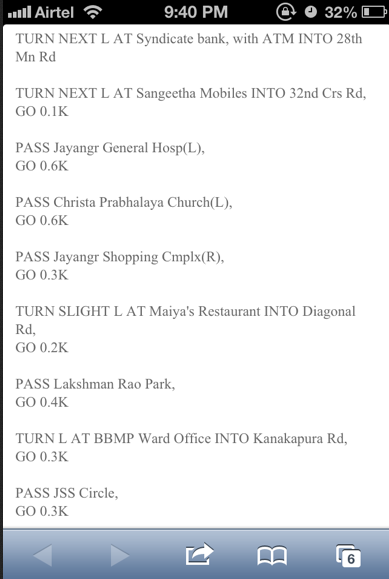 Airtel 9:40 PM 32%
TURN NEXT L AT Syndicate bank, with ATM INTO 28th
Mn Rd
TURN NEXT L AT Sangeetha Mobiles INTO 32nd Crs Rd,
GO 0.1K
PASS Jayangr General Hosp(L),
GO 0.6K
PASS Christa Prabhalaya Church(L),
GO 0.6K
PASS Jayangr Shopping Cmplx(R),
GO 0.3K
TURN SLIGHT L AT Maiya's Restaurant INTO Diagonal
Rd,
GO 0.2K
PASS Lakshman Rao Park,
GO 0.4K
TURN L AT BBMP Ward Office INTO Kanakapura Rd,
GO 0.3K
PASS JSS Circle,
GO 0.3K
6